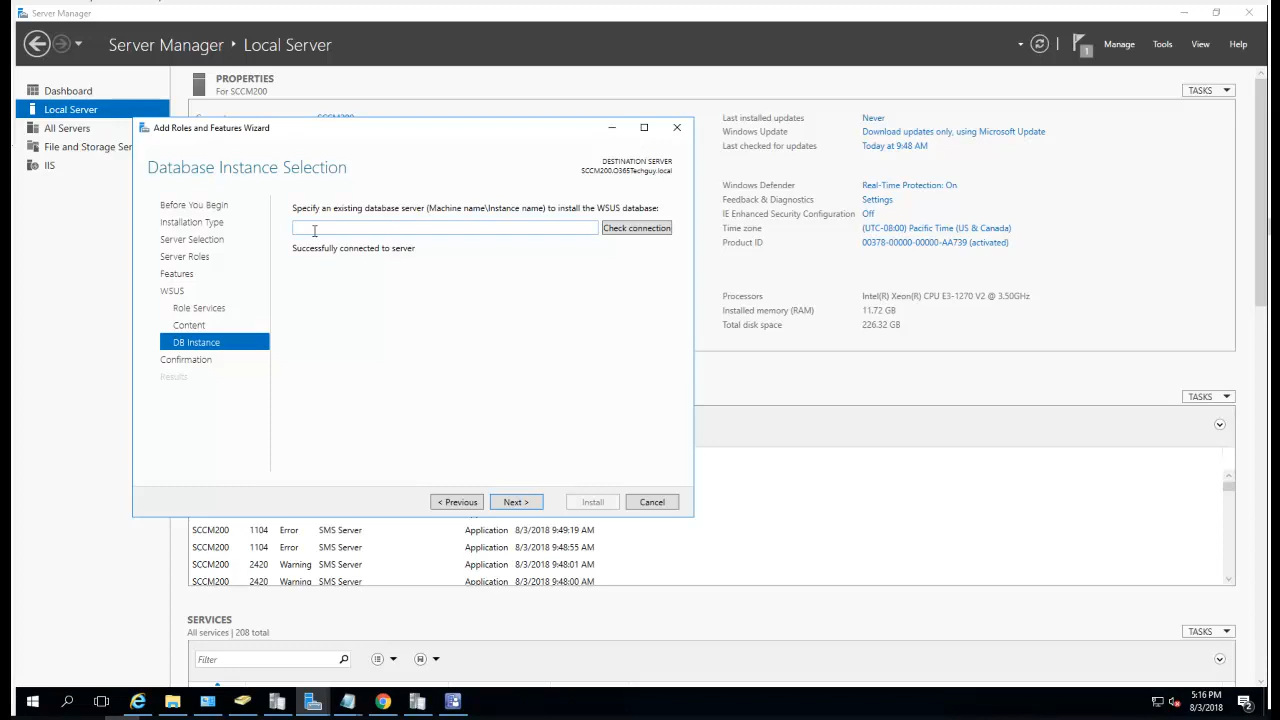 Server Manager
Server Manager ‣ Local Server
1
Manage
Tools
View
Help
Dashboard
Local Server
All Servers
File and Storage Ser
IIS
PROPERTIES
For SCCM200
TASKS
Last installed updates
Never
Windows Update
Download updates only, using Microsoft Update
Last checked for updates
Today at 9:48 AM
Windows Defender
Real-Time Protection: On
Feedback & Diagnostics
Settings
IE Enhanced Security Configuration
Off
Time zone
(UTC-08:00) Pacific Time (US & Canada)
Product ID
00378-00000-00000-AA739 (activated)
Processors
Intel(R) Xeon(R) CPU E3-1270 V2 @ 3.50GHz
Installed memory (RAM)
11.72 GB
Total disk space
226.32 GB
Add Roles and Features Wizard
Database Instance Selection
DESTINATION SERVER
SCCM200.O365Techguy.local
Before You Begin
Installation Type
Server Selection
Server Roles
Features
WSUS
Role Services
Content
DB Instance
Confirmation
Results
Specify an existing database server (Machine name\Instance name) to install the WSUS database:
Check connection
Successfully connected to server
< Previous
Next >
Install
Cancel
TASKS
SCCM200 1104 Error SMS Server Application 8/3/2018 9:49:19 AM
SCCM200 1104 Error SMS Server Application 8/3/2018 9:48:55 AM
SCCM200 2420 Warning SMS Server Application 8/3/2018 9:48:01 AM
SCCM200 2420 Warning SMS Server Application 8/3/2018 9:48:00 AM
SERVICES
All services | 208 total
TASKS
Filter
5:16 PM
8/3/2018
2